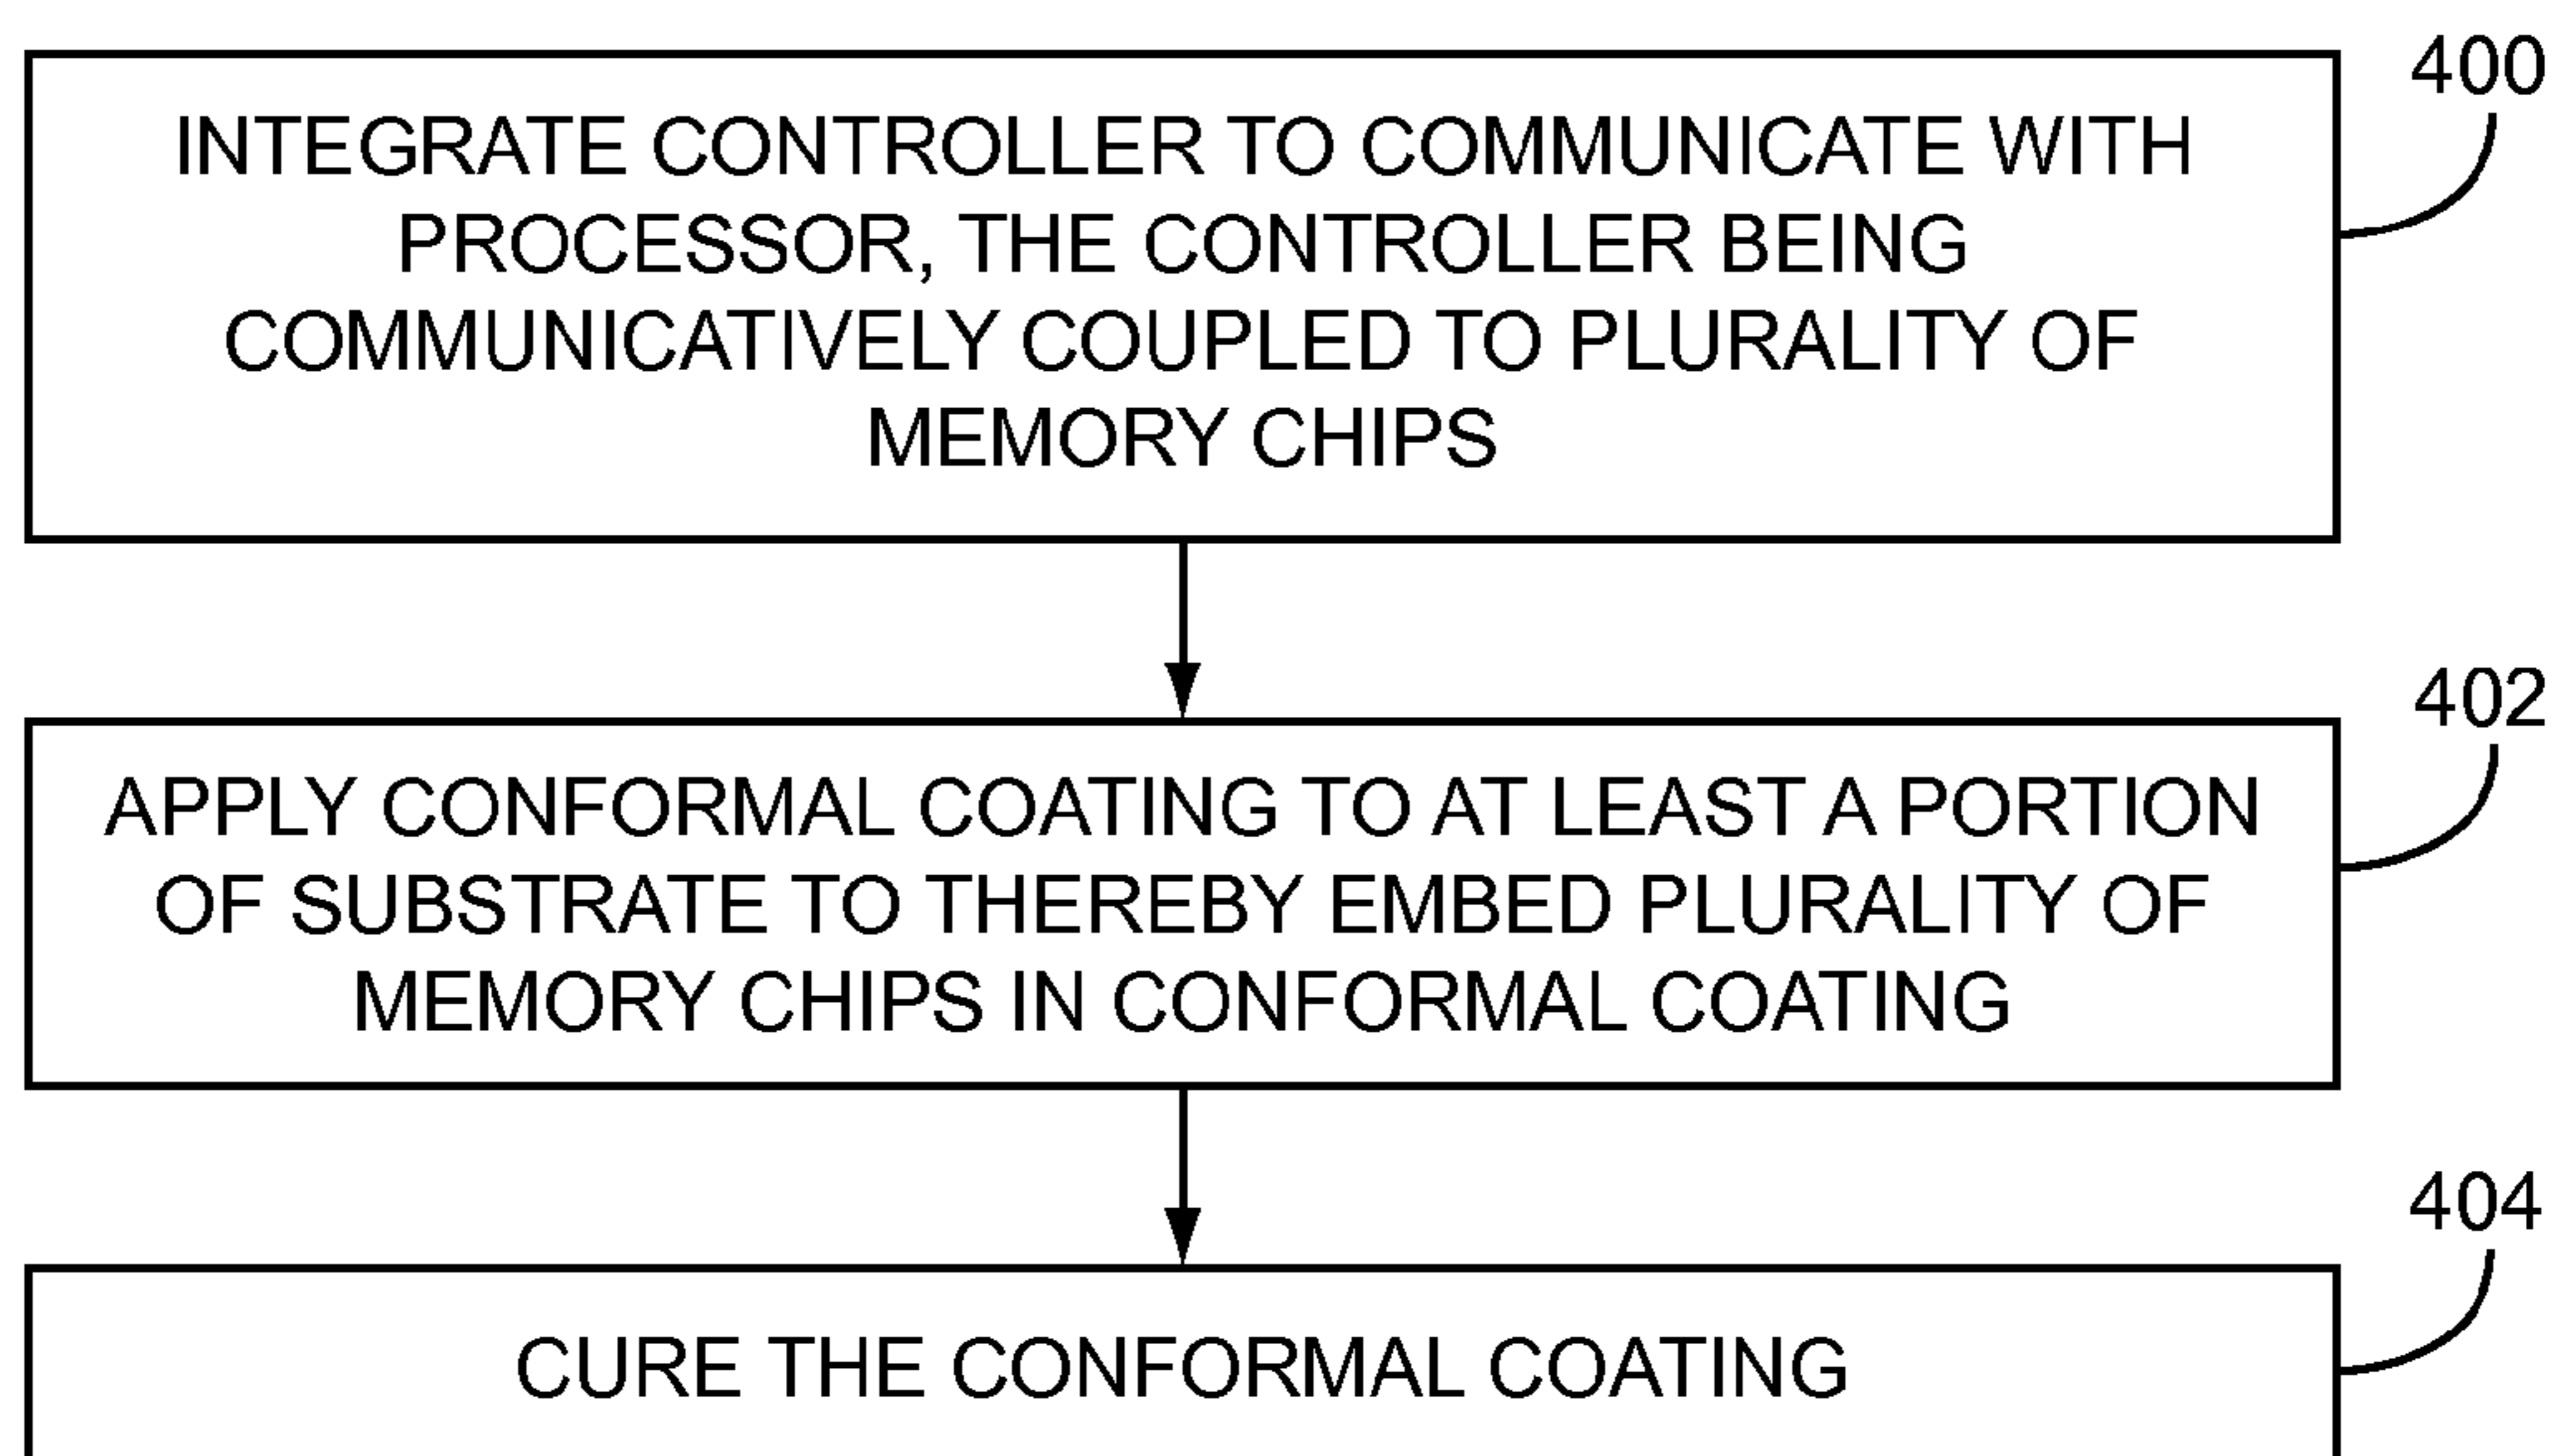 400
INTEGRATE CONTROLLER TO COMMUNICATE WITH
PROCESSOR, THE CONTROLLER BEING
COMMUNICATIVELY COUPLED TO PLURALITY OF
MEMORY CHIPS
402
APPLY CONFORMAL COATING TO AT LEAST A PORTION
OF SUBSTRATE TO THEREBY EMBED PLURALITY OF
MEMORY CHIPS IN CONFORMAL COATING
404
CURE THE CONFORMAL COATING